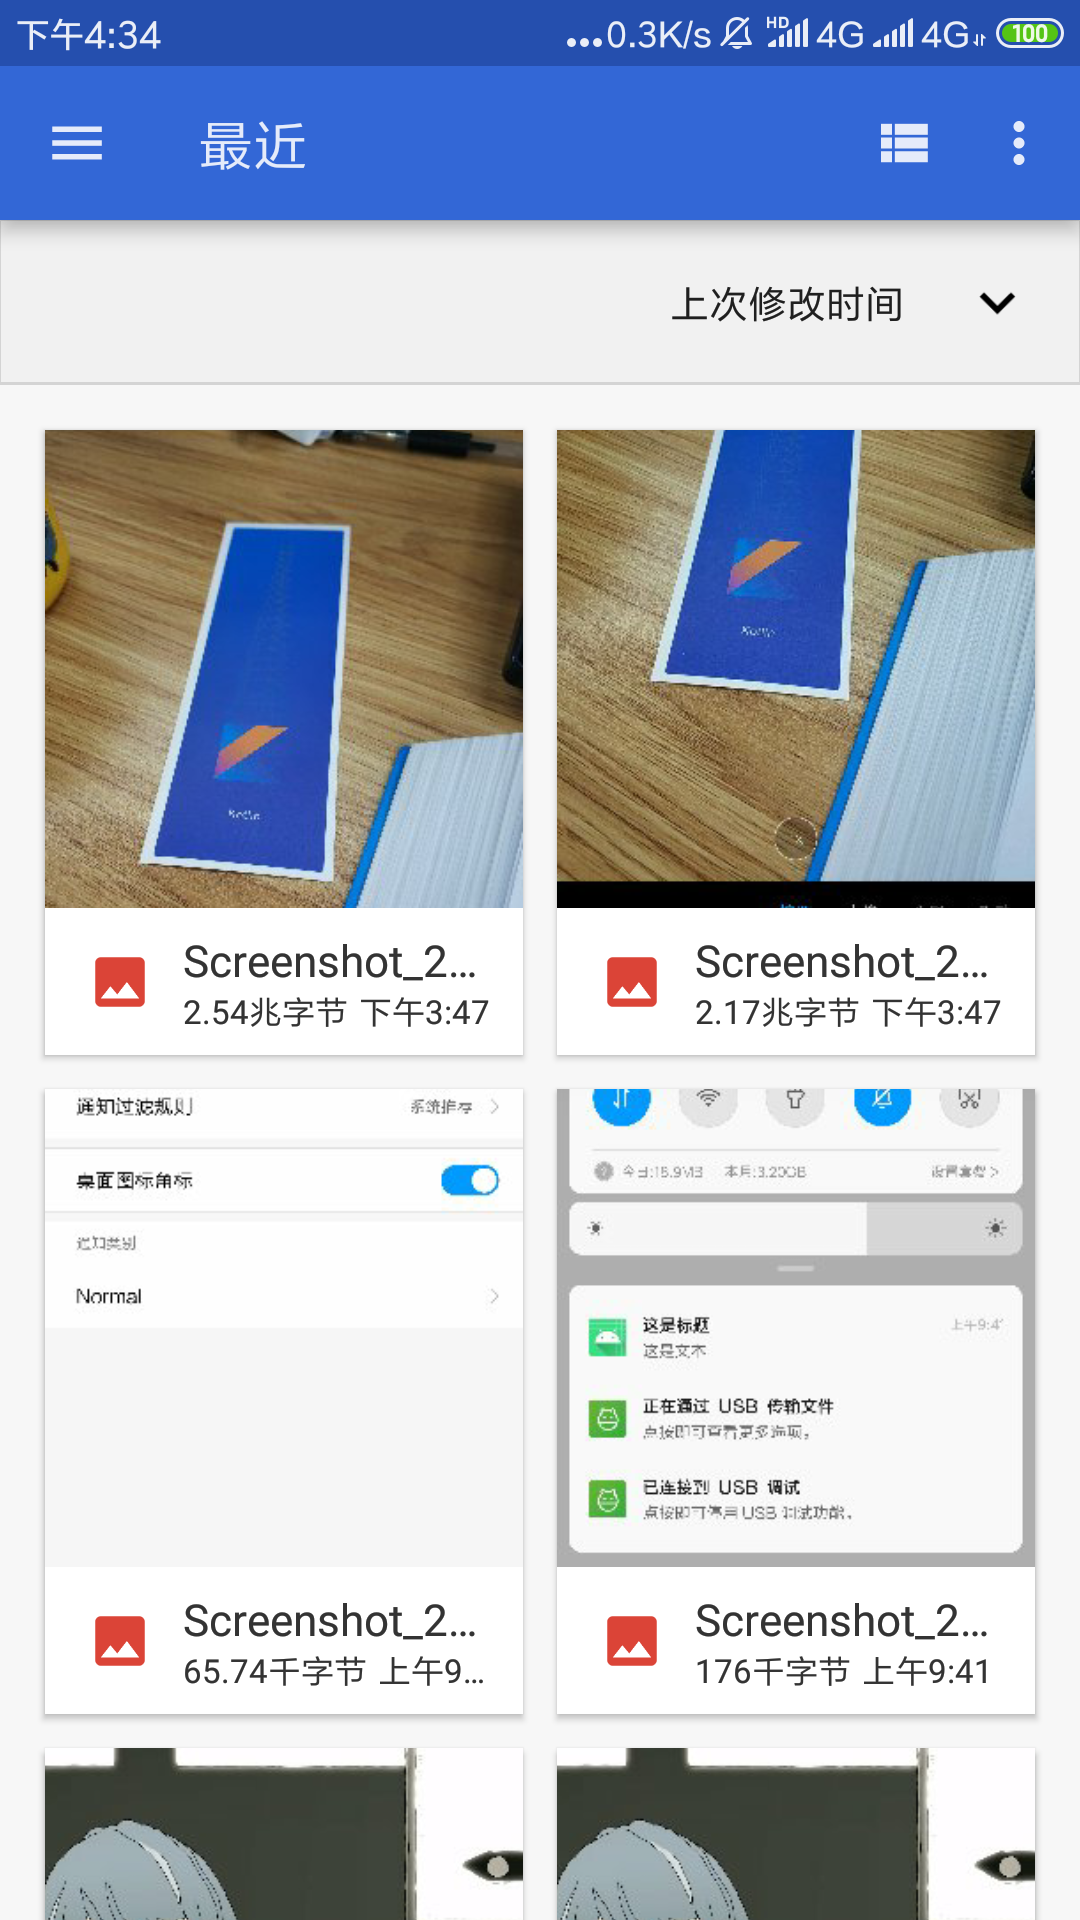 下午4:34
...0.3K/s HD 4G 4G 100
最近
上次修改时间
Kotlin
Kotlin
Screenshot_2...
2.54兆字节 下午3:47
Screenshot_2...
2.17兆字节 下午3:47
通知过滤规则 系统推荐
桌面图标角标
通知类别
Normal
今日:18.9MB 本月:3.20GB 设置套餐
这是标题 上午9:41
这是文本
正在通过 USB 传输文件
点按即可查看更多选项。
已连接到 USB 调试
点按即可停用 USB 调试功能。
Screenshot_2...
65.74千字节 上午9...
Screenshot_2...
176千字节 上午9:41